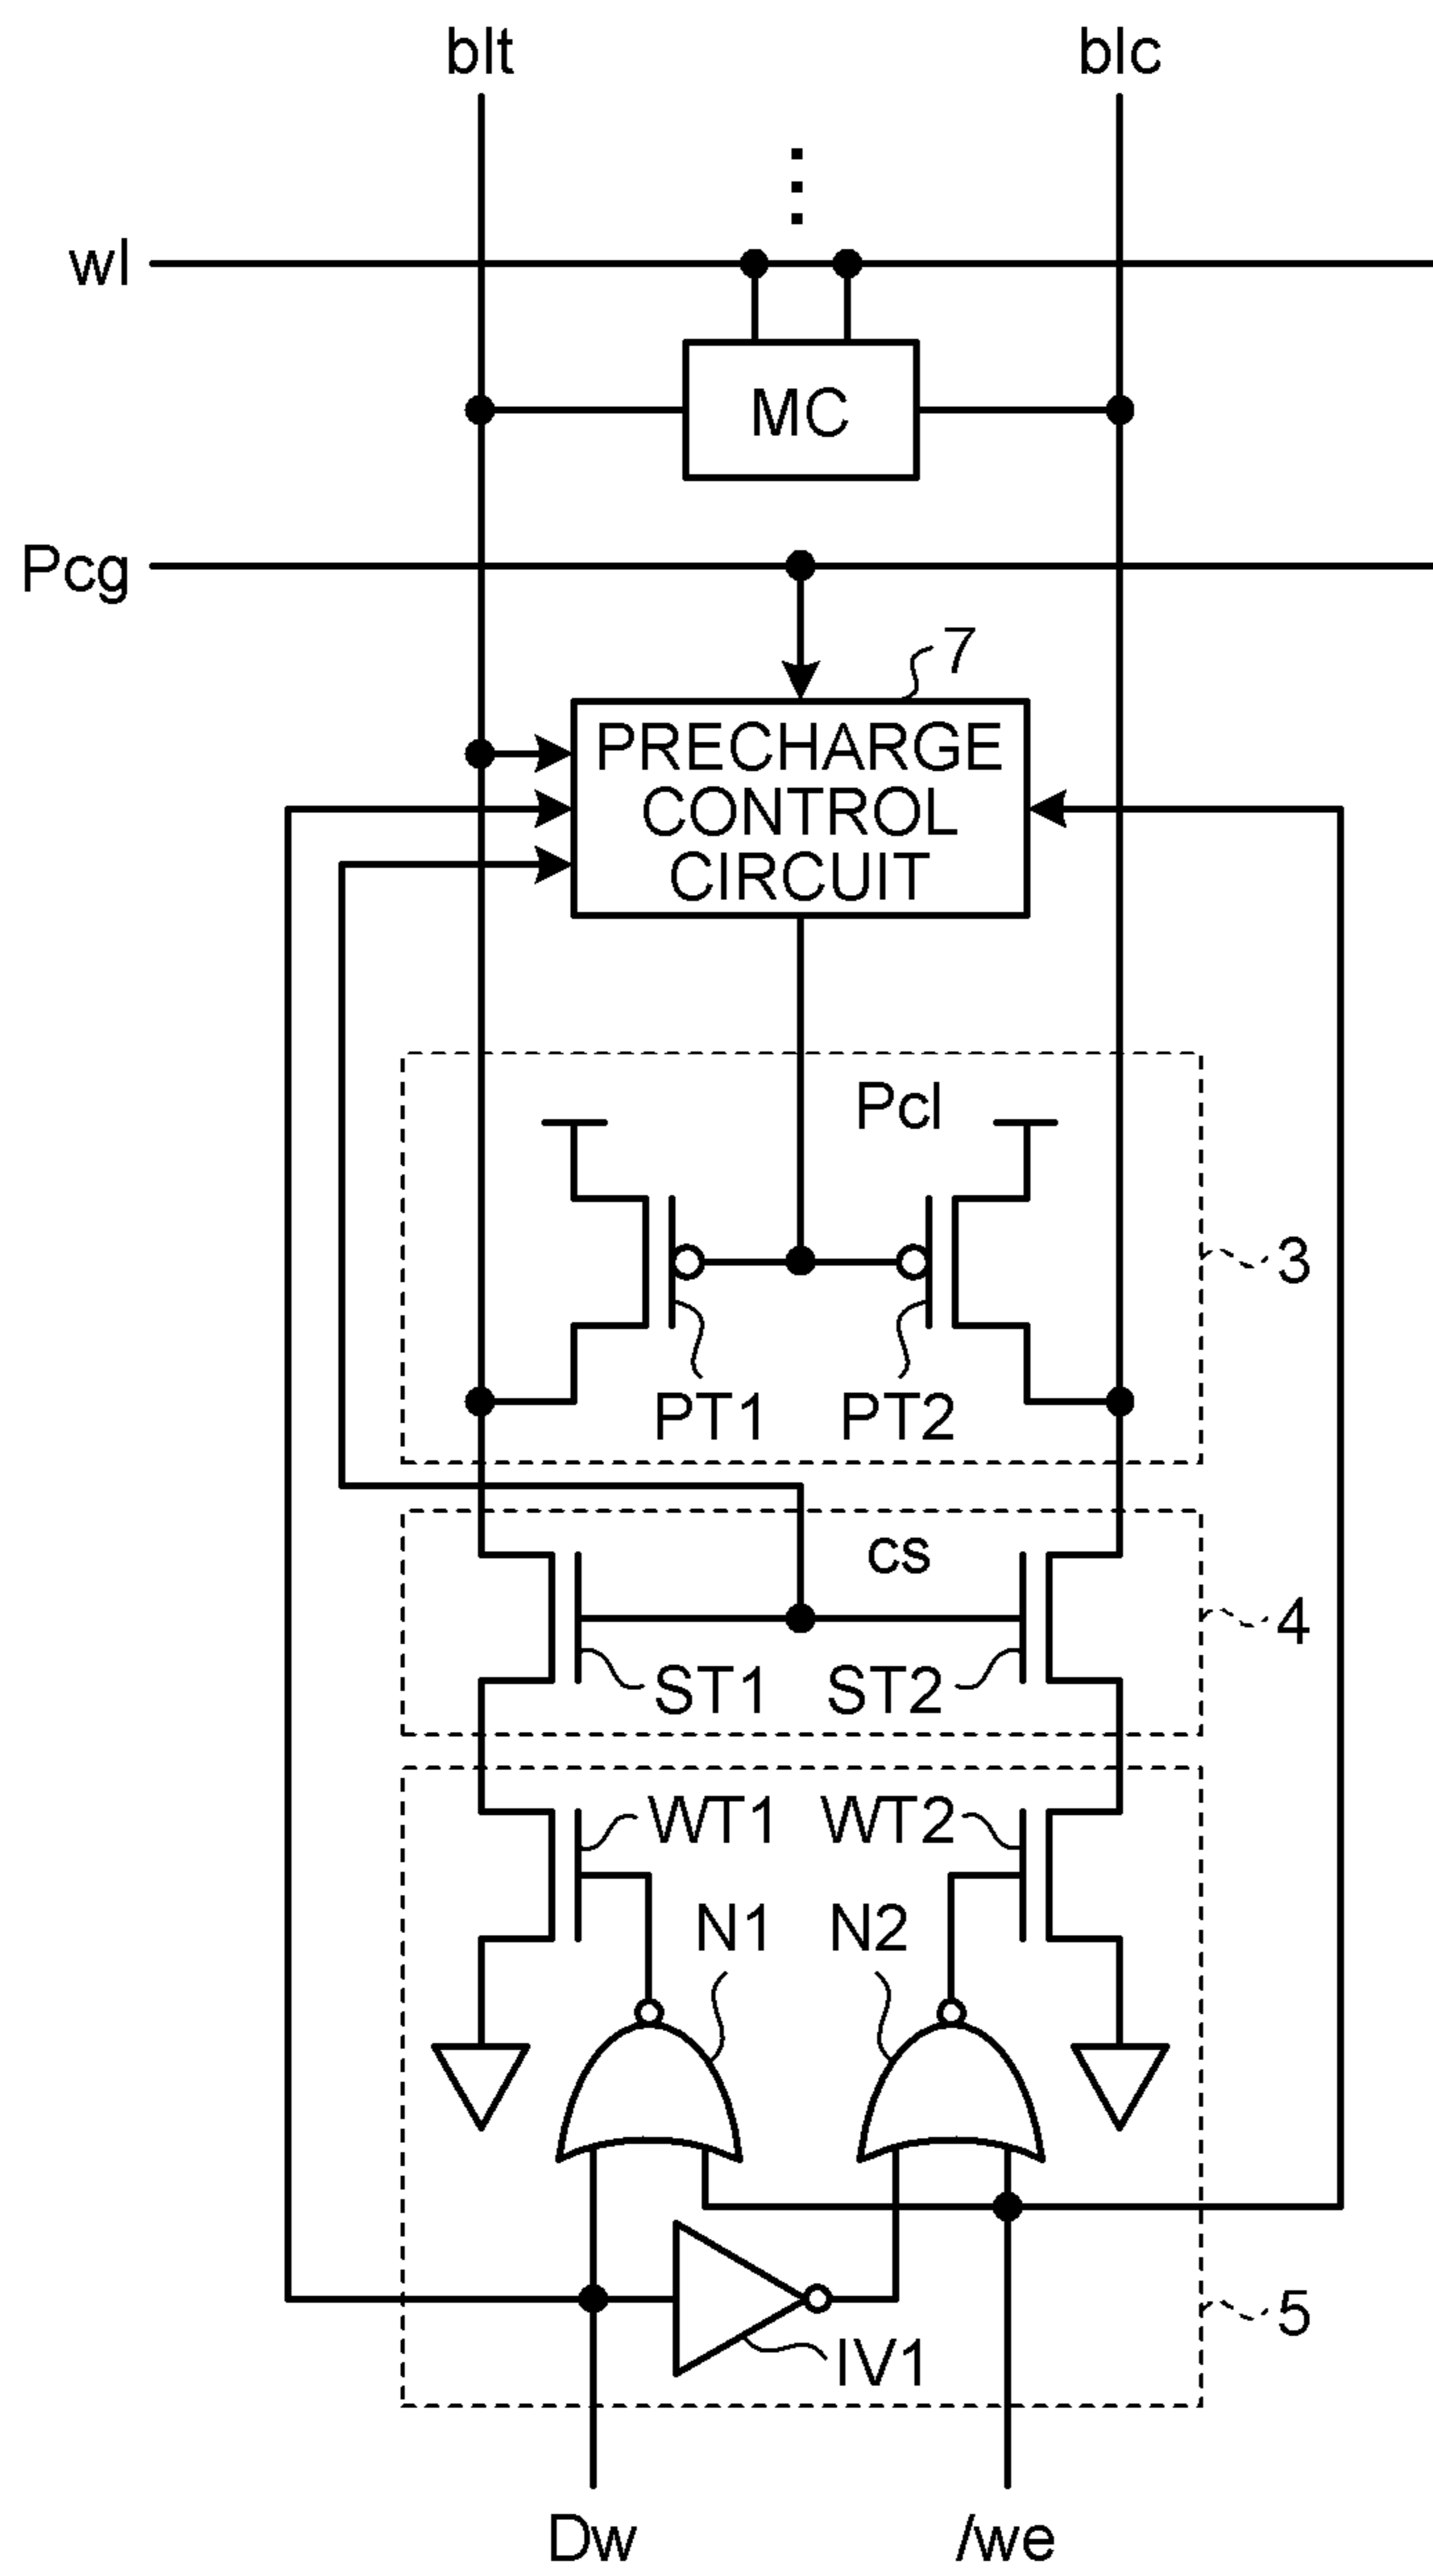 blt
blc
wl
MC
Pcg
7
PRECHARGE
CONTROL
CIRCUIT
Pcl
3
PT1
PT2
cs
4
ST1
ST2
WT1
WT2
N1
N2
5
IV1
Dw
/we